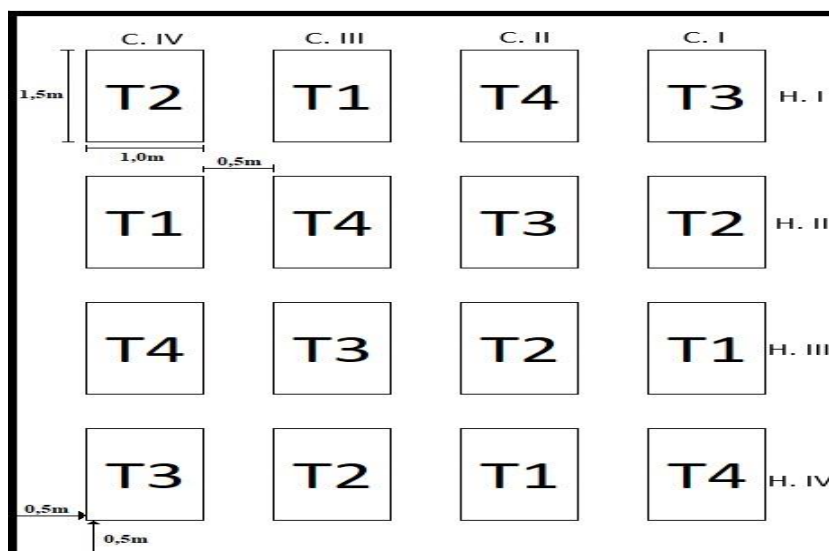 C. IV C. III C. II C. I
1,5m T2 T1 T4 T3 H. I
1,0m
0,5m
T1 T4 T3 T2 H. II
T4 T3 T2 T1 H. III
T3 T2 T1 T4 H. IV
0,5m
0,5m